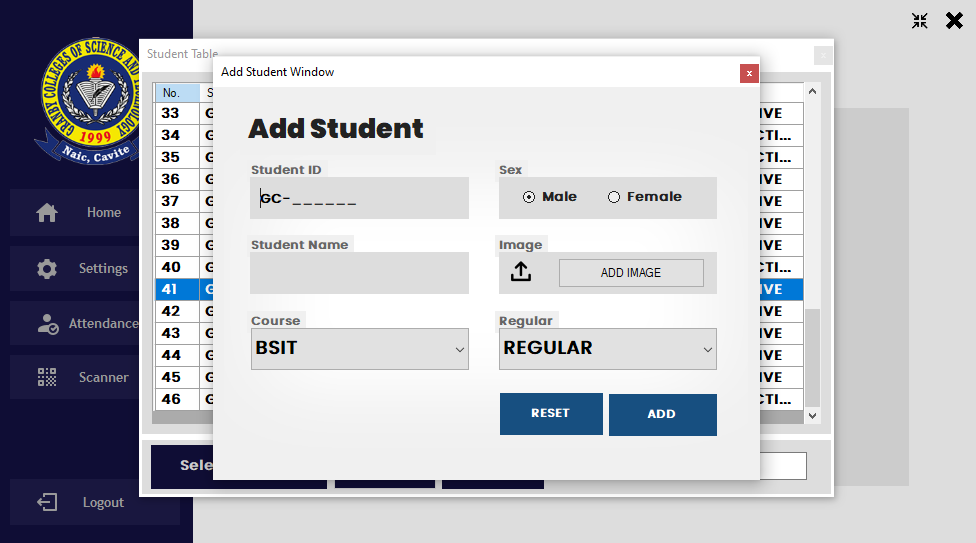 GRANBY COLLEGES OF SCIENCE AND TECHNOLOGY
1999
Naic, Cavite
Home
Settings
Attendance
Scanner
Logout
Student Table
x
No. S
33 G IVE
34 G CTI...
35 G CTI...
36 G IVE
37 G IVE
38 G IVE
39 G IVE
40 G CTI...
41 G IVE
42 G IVE
43 G IVE
44 G IVE
45 G IVE
46 G CTI...
Sele
Add Student Window
x
Add Student
Student ID
GC-______
Sex
Male Female
Student Name
Image
ADD IMAGE
Course
BSIT
Regular
REGULAR
RESET
ADD